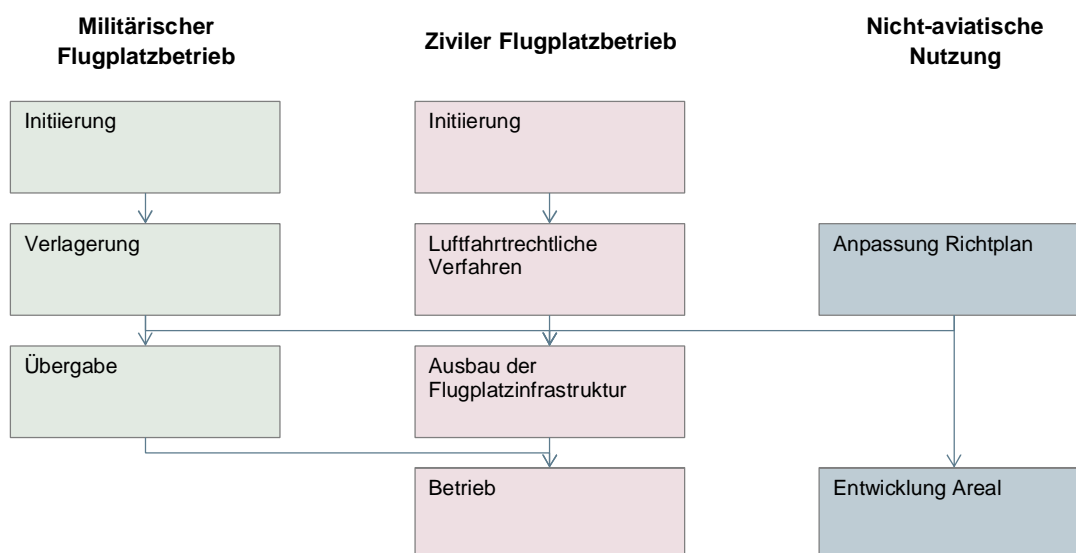 Militärischer
Flugplatzbetrieb
Ziviler Flugplatzbetrieb
Nicht-aviatische
Nutzung
Initiierung
Initiierung
Verlagerung
Luftfahrtrechtliche
Verfahren
Anpassung Richtplan
Übergabe
Ausbau der
Flugplatzinfrastruktur
Betrieb
Entwicklung Areal